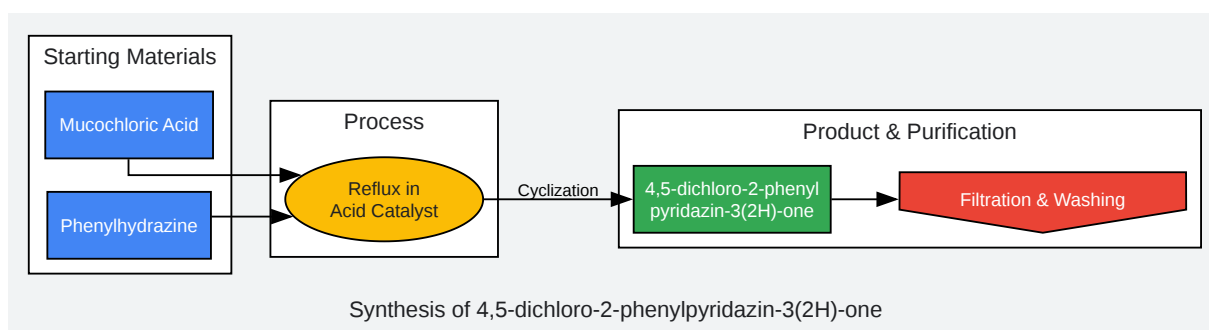 Starting Materials
Mucochloric Acid
Phenylhydrazine
Process
Reflux in
Acid Catalyst
Cyclization
Product & Purification
4,5-dichloro-2-phenyl
pyridazin-3(2H)-one
Filtration & Washing
Synthesis of 4,5-dichloro-2-phenylpyridazin-3(2H)-one